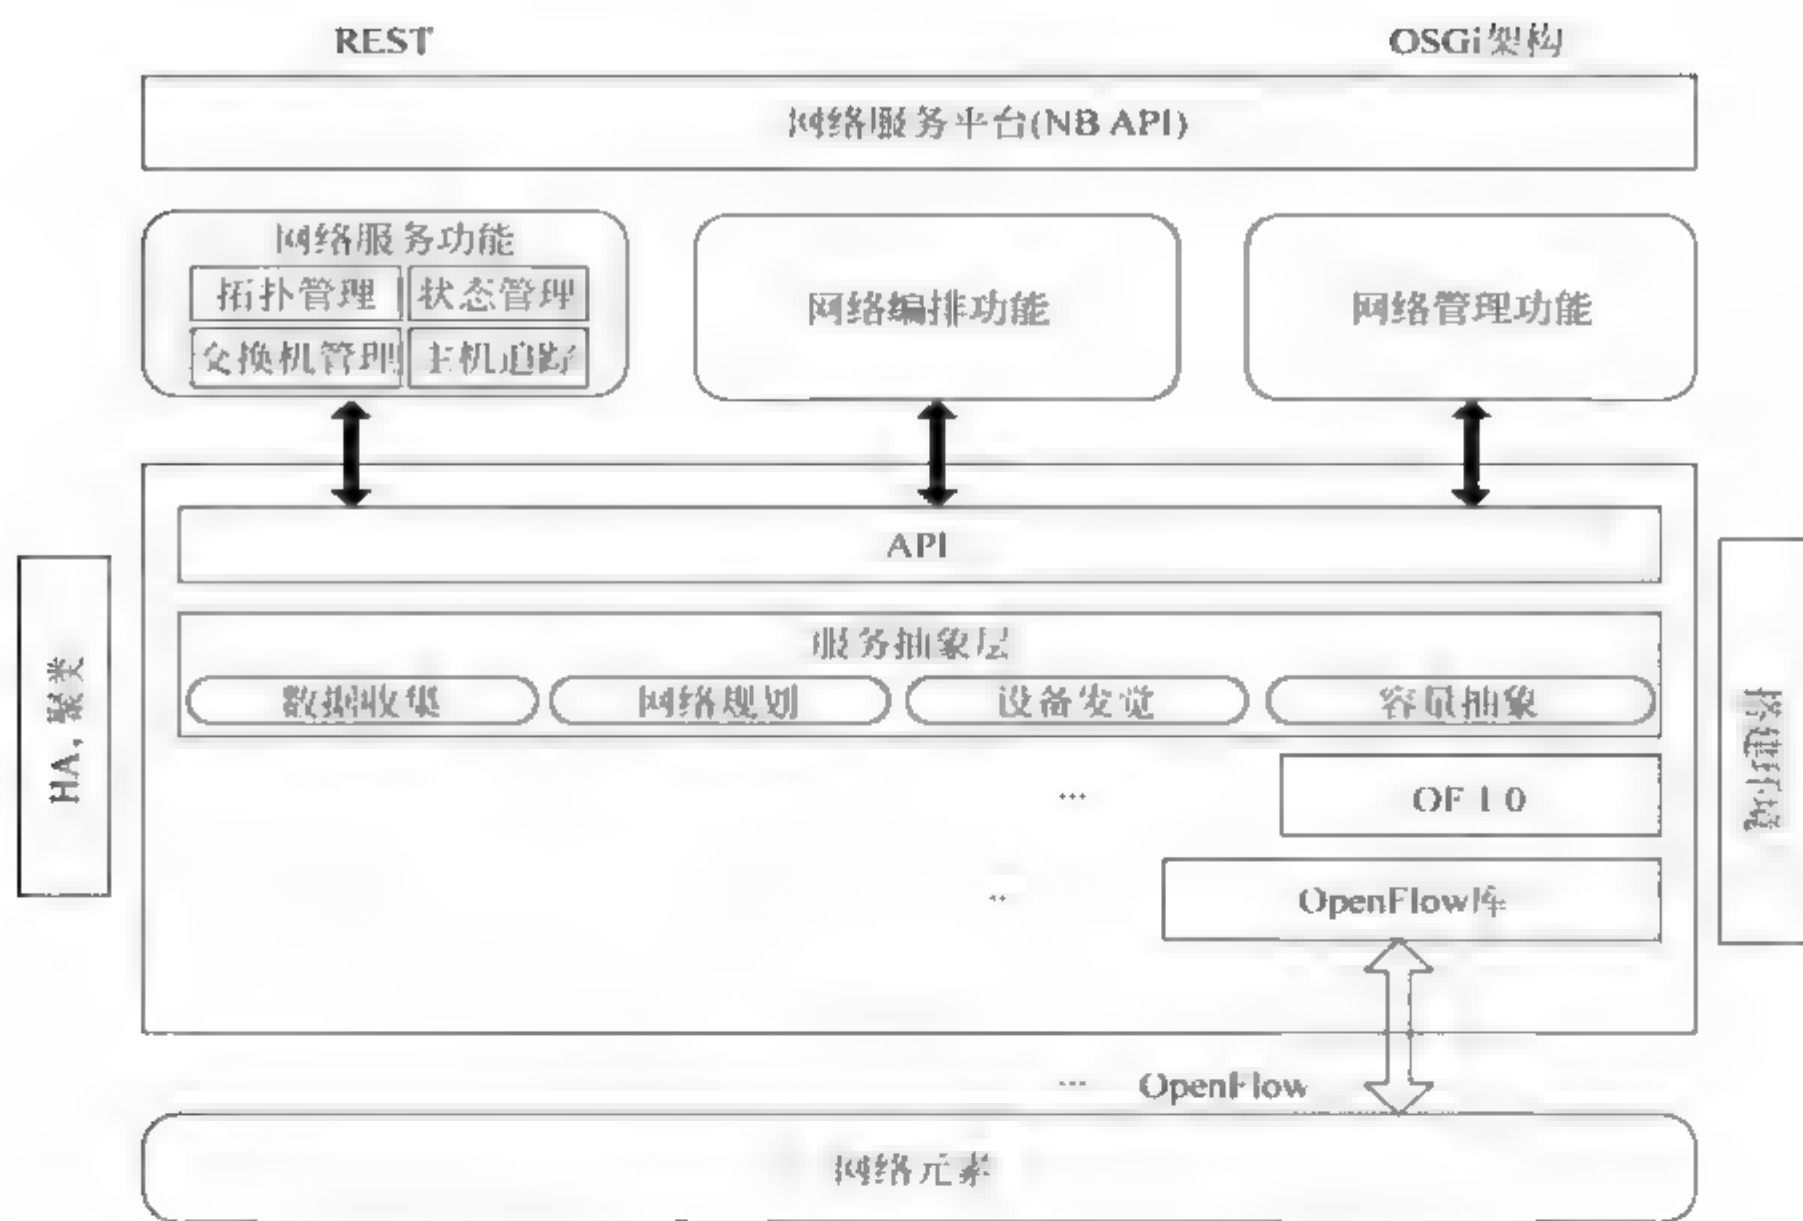 REST
OSGi架构
网络服务平台(NB API)
网络服务功能
拓扑管理
状态管理
交换机管理
主机追踪
网络编排功能
网络管理功能
API
服务抽象层
数据收集
网络规划
设备发觉
容量抽象
HA，聚类
搭建环境
...
OF 1 0
..
OpenFlow库
... OpenFlow
网络元素